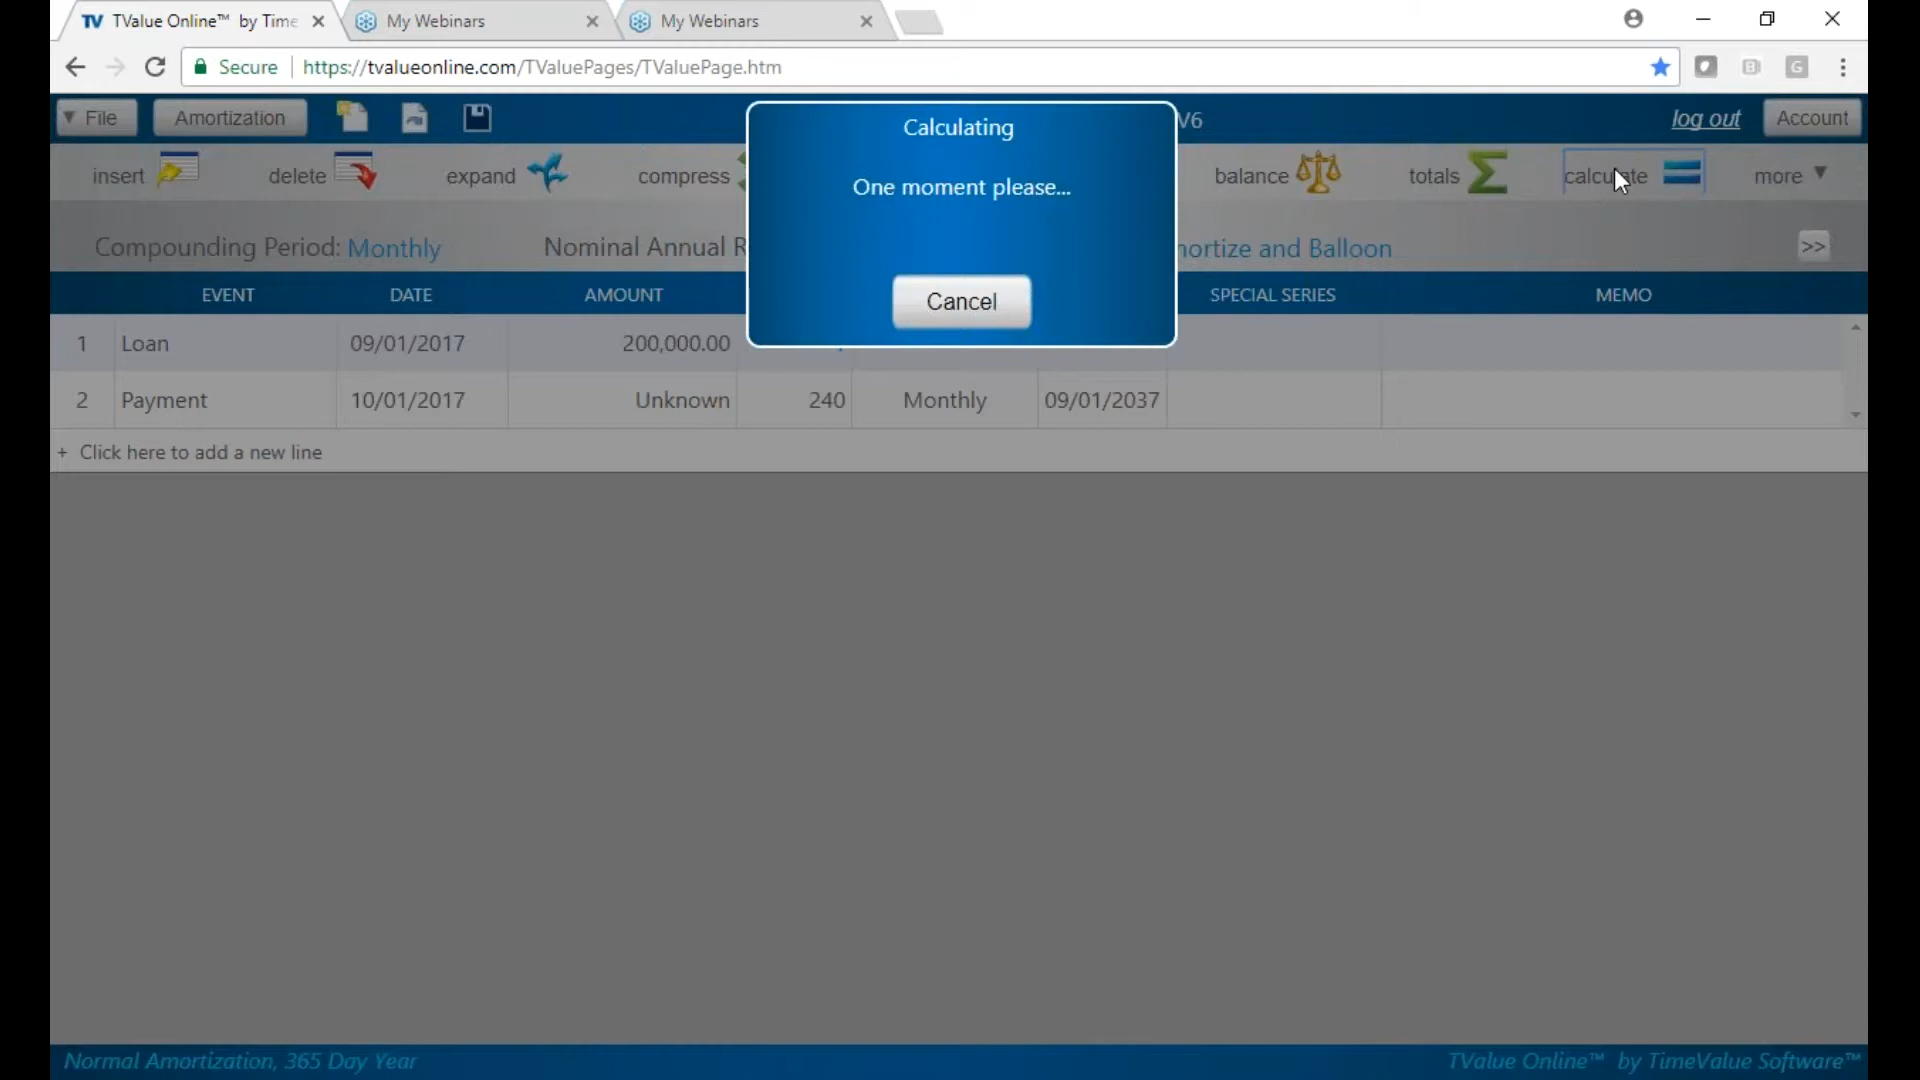 TV TValue Online™ by Time
My Webinars
My Webinars
Secure https://tvalueonline.com/TValuePages/TValuePage.htm
File Amortization V6 log out Account
insert delete expand compress balance totals calculate more
Compounding Period: Monthly Nominal Annual R mortize and Balloon >>
EVENT DATE AMOUNT SPECIAL SERIES MEMO
1 Loan 09/01/2017 200,000.00
2 Payment 10/01/2017 Unknown 240 Monthly 09/01/2037
+ Click here to add a new line
Calculating
One moment please...
Cancel
Normal Amortization, 365 Day Year
TValue Online™ by TimeValue Software™